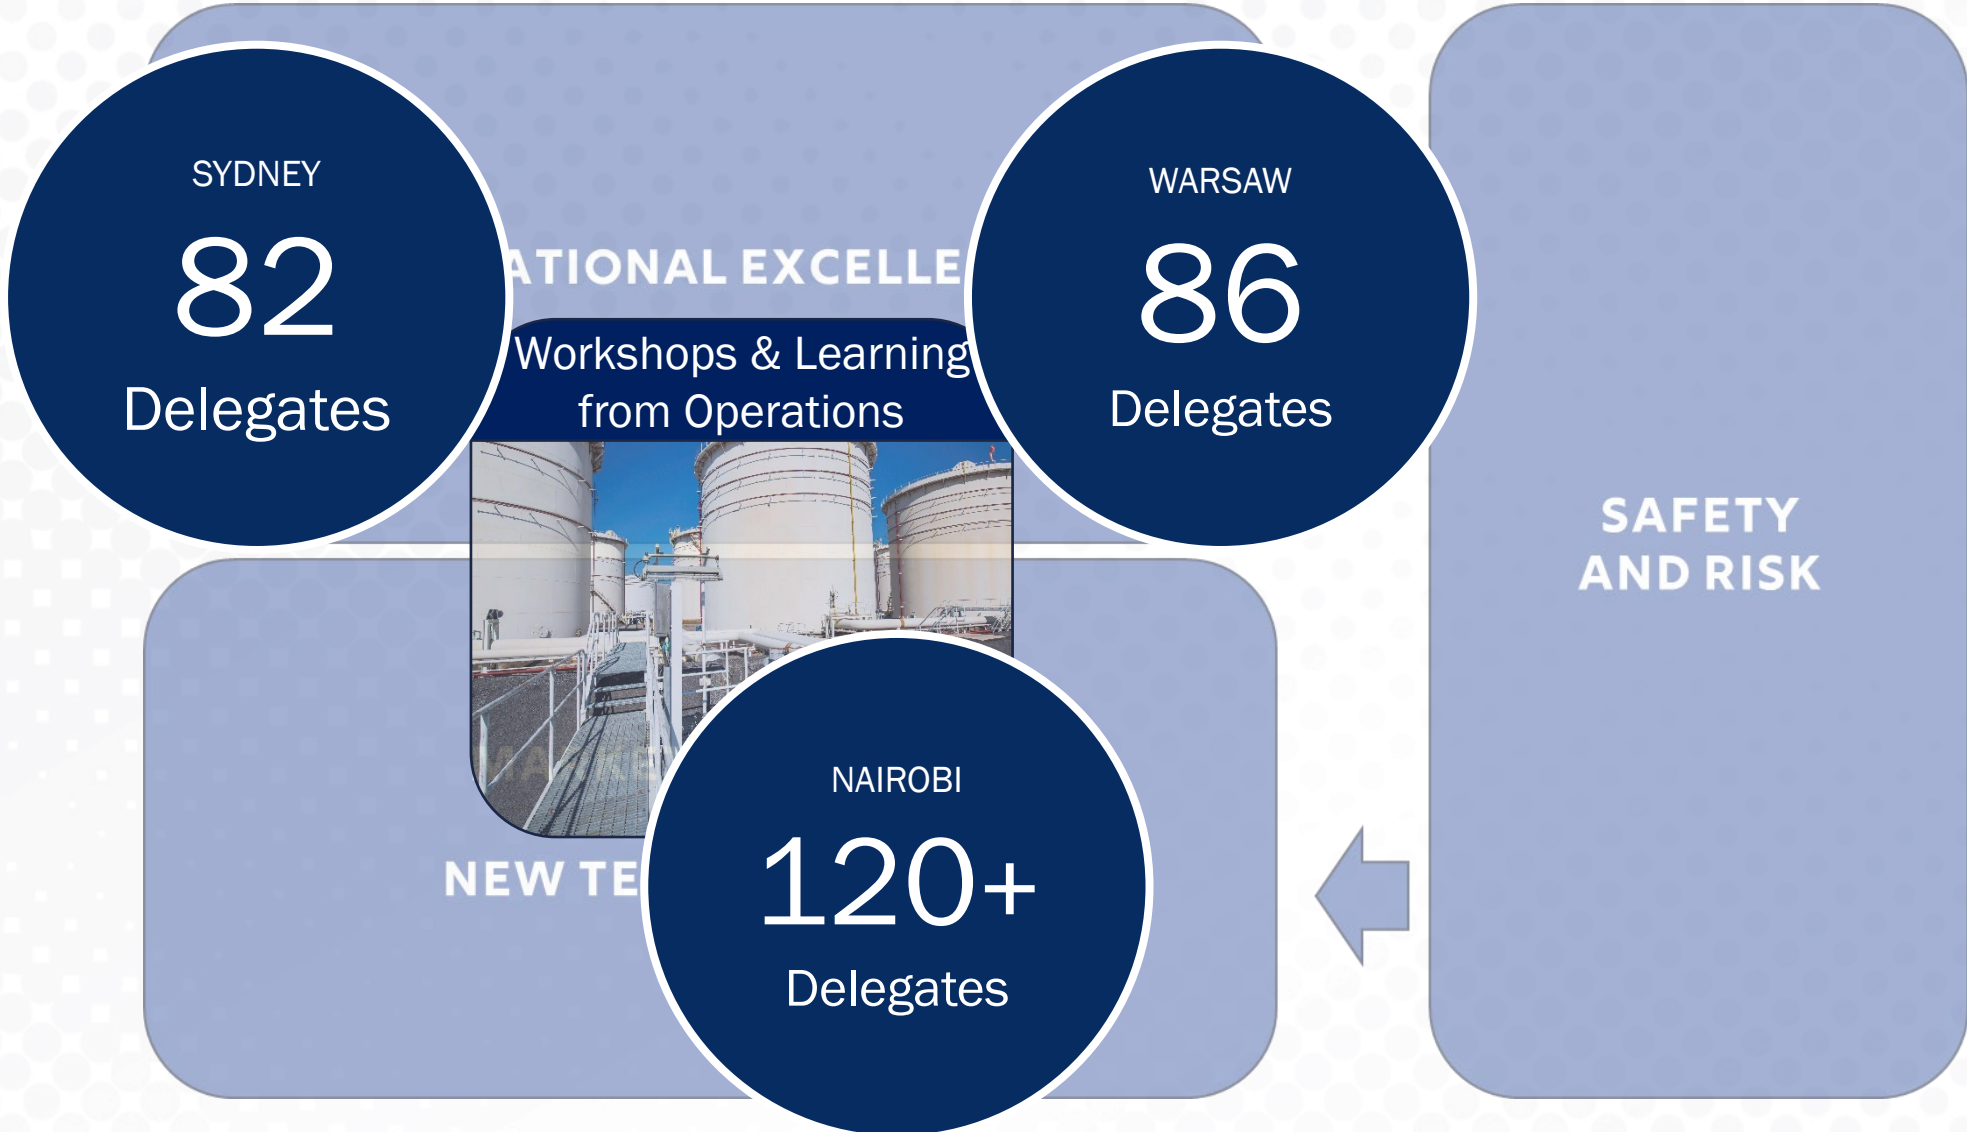 SYDNEY
82
Delegates
WARSAW
86
Delegates
ATIONAL EXCELLE
Workshops & Learning
from Operations
SAFETY
AND RISK
NEW TE
NAIROBI
120+
Delegates